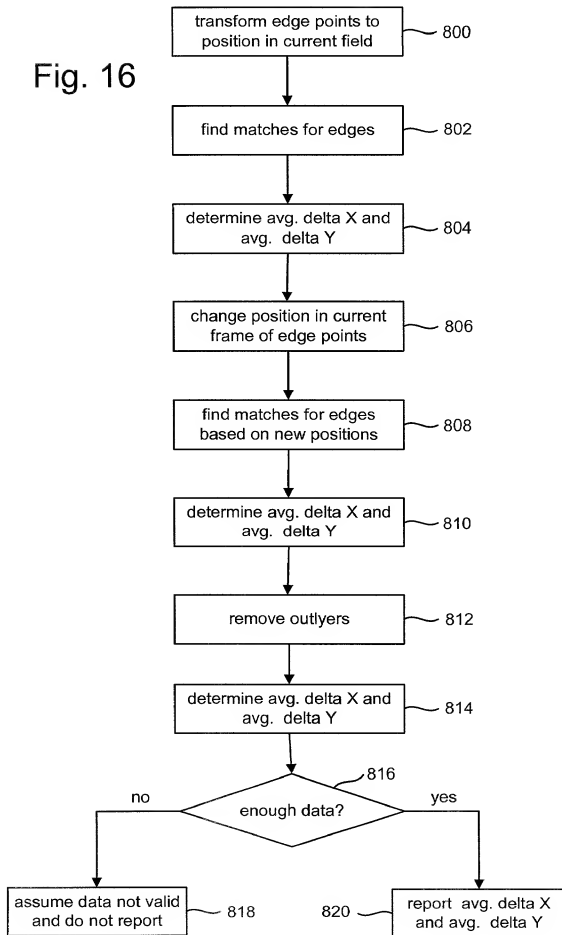 Fig. 16
transform edge points to
position in current field
800
find matches for edges
802
determine avg. delta X and
avg. delta Y
804
change position in current
frame of edge points
806
find matches for edges
based on new positions
808
determine avg. delta X and
avg. delta Y
810
remove outlyers
812
determine avg. delta X and
avg. delta Y
814
816
enough data?
no
yes
assume data not valid
and do not report
818
820
report avg. delta X
and avg. delta Y